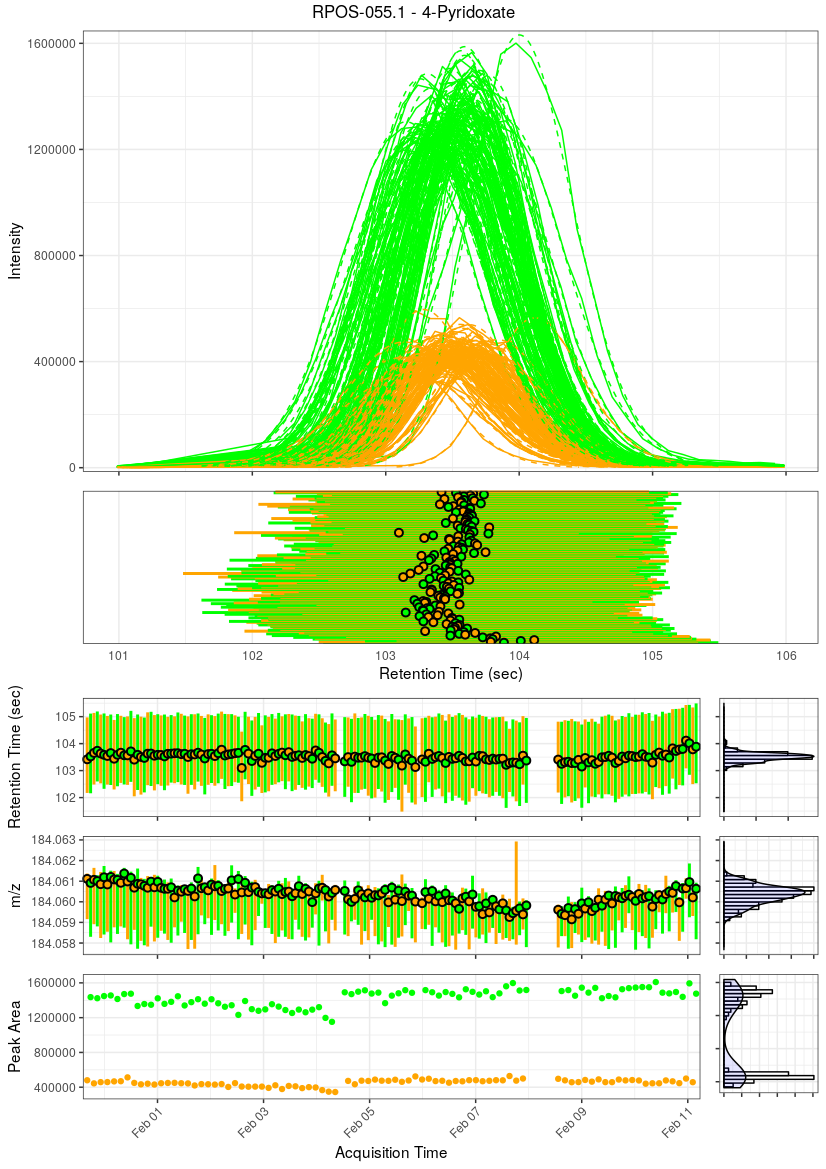 RPOS-055.1 - 4-Pyridoxate
1600000
1200000
800000
400000
0
Intensity
101 102 103 104 105 106
Retention Time (sec)
105
104
103
102
Retention Time (sec)
184.063
184.062
184.061
184.060
184.059
184.058
m/z
1600000
1200000
800000
400000
Peak Area
Feb 01 Feb 03 Feb 05 Feb 07 Feb 09 Feb 11
Acquisition Time